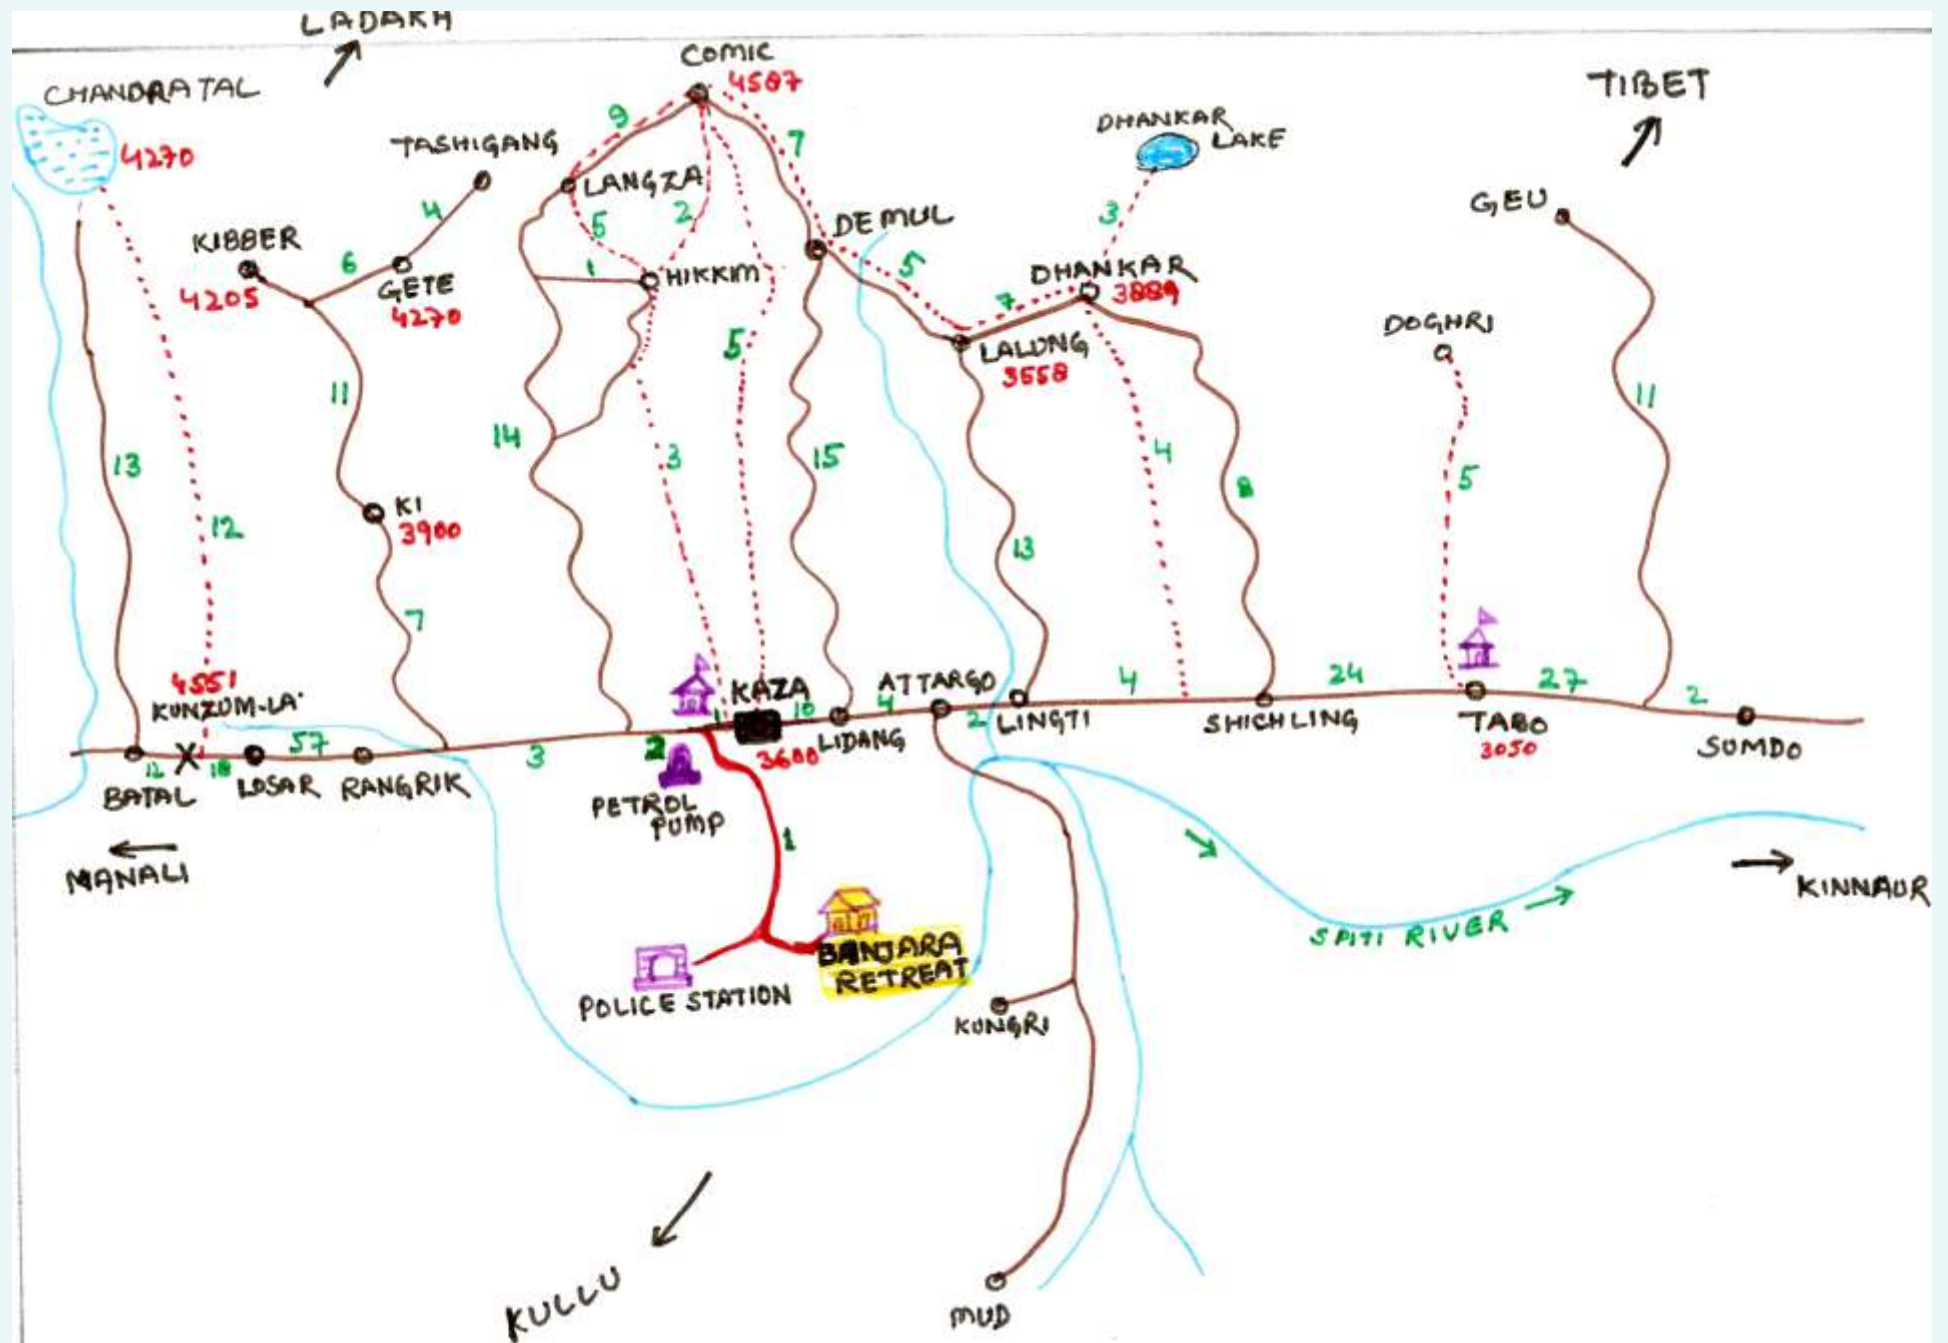 LADAKH
COMIC
4587
CHANDRATAL
4270
TIBET
TASHIGANG
9
7
DHANKAR
LAKE
LANGZA
4
5
2
3
GEU
KIBBER
4205
6
GETE
4270
1
HIKKIM
DEMUL
5
7
DHANKAR
3889
DOGHRI
LALUNG
3558
11
5
11
14
3
15
4
8
5
13
12
KI
3900
13
7
4551
KUNZUM-LA
KAZA
1
10
3600
LIDANG
4
ATTARGO
2
LINGTI
4
SHICHLING
24
TABO
3050
27
2
SUMDO
BATAL
12
18
LOSAR
57
RANGRIK
3
2
PETROL
PUMP
1
MANALI
KINNAUR
SPITI RIVER
BANJARA
RETREAT
POLICE STATION
KUNGRI
KULLU
MUD